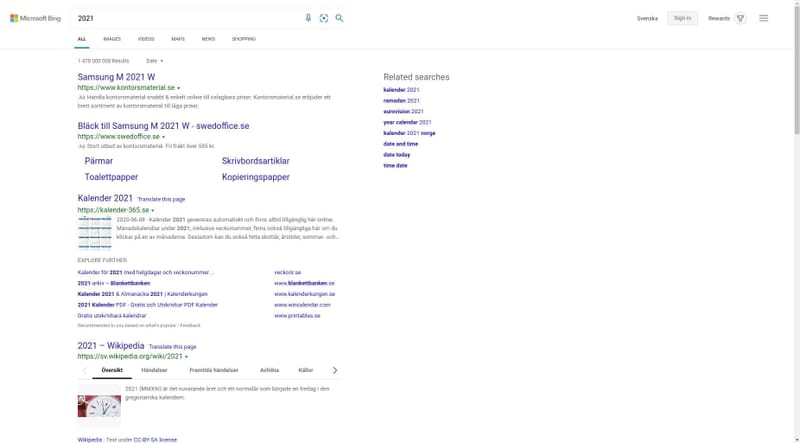 Microsoft Bing
2021
Svenska
Sign in
Rewards
ALL IMAGES VIDEOS MAPS NEWS SHOPPING
1 470 000 000 Results Date
Samsung M 2021 W
https://www.kontorsmaterial.se
Ad Handla kontorsmaterial snabbt & enkelt online till oslagbara priser. Kontorsmaterial.se erbjuder ett
brett sortiment av kontorsmaterial till låga priser.
Bläck till Samsung M 2021 W - swedoffice.se
https://www.swedoffice.se
Ad Stort utbud av kontorsmaterial. Fri frakt över 595 kr.
Pärmar Skrivbordsartiklar
Toalettpapper Kopieringspapper
Kalender 2021 Translate this page
https://kalender-365.se
2020-06-08 · Kalender 2021 genereras automatiskt och finns alltid tillgänglig här online.
Månadskalendrar under 2021, inklusive veckonummer, finns också tillgängliga här om du
klickar på en av månaderna. Dessutom kan du också hitta skottår, årstider, sommar- och...
EXPLORE FURTHER
Kalender för 2021 med helgdagar och veckonummer ... veckonr.se
2021-arkiv – Blankettbanken www.blankettbanken.se
Kalender 2021 & Almanacka 2021 | Kalenderkungen www.kalenderkungen.se
2021 Kalender PDF - Gratis och Utskrivbar PDF Kalender www.wincalendar.com
Gratis utskrivbara kalendrar www.printables.se
Recommended to you based on what's popular • Feedback
2021 – Wikipedia Translate this page
https://sv.wikipedia.org/wiki/2021
Översikt Händelser Framtida händelser Avlidna Källor
2021 (MMXXI) är det nuvarande året och ett normalår som började en fredag i den
gregorianska kalendern.
Wikipedia · Text under CC-BY-SA license
Related searches
kalender 2021
ramadan 2021
eurovision 2021
year calendar 2021
kalender 2021 norge
date and time
date today
time date